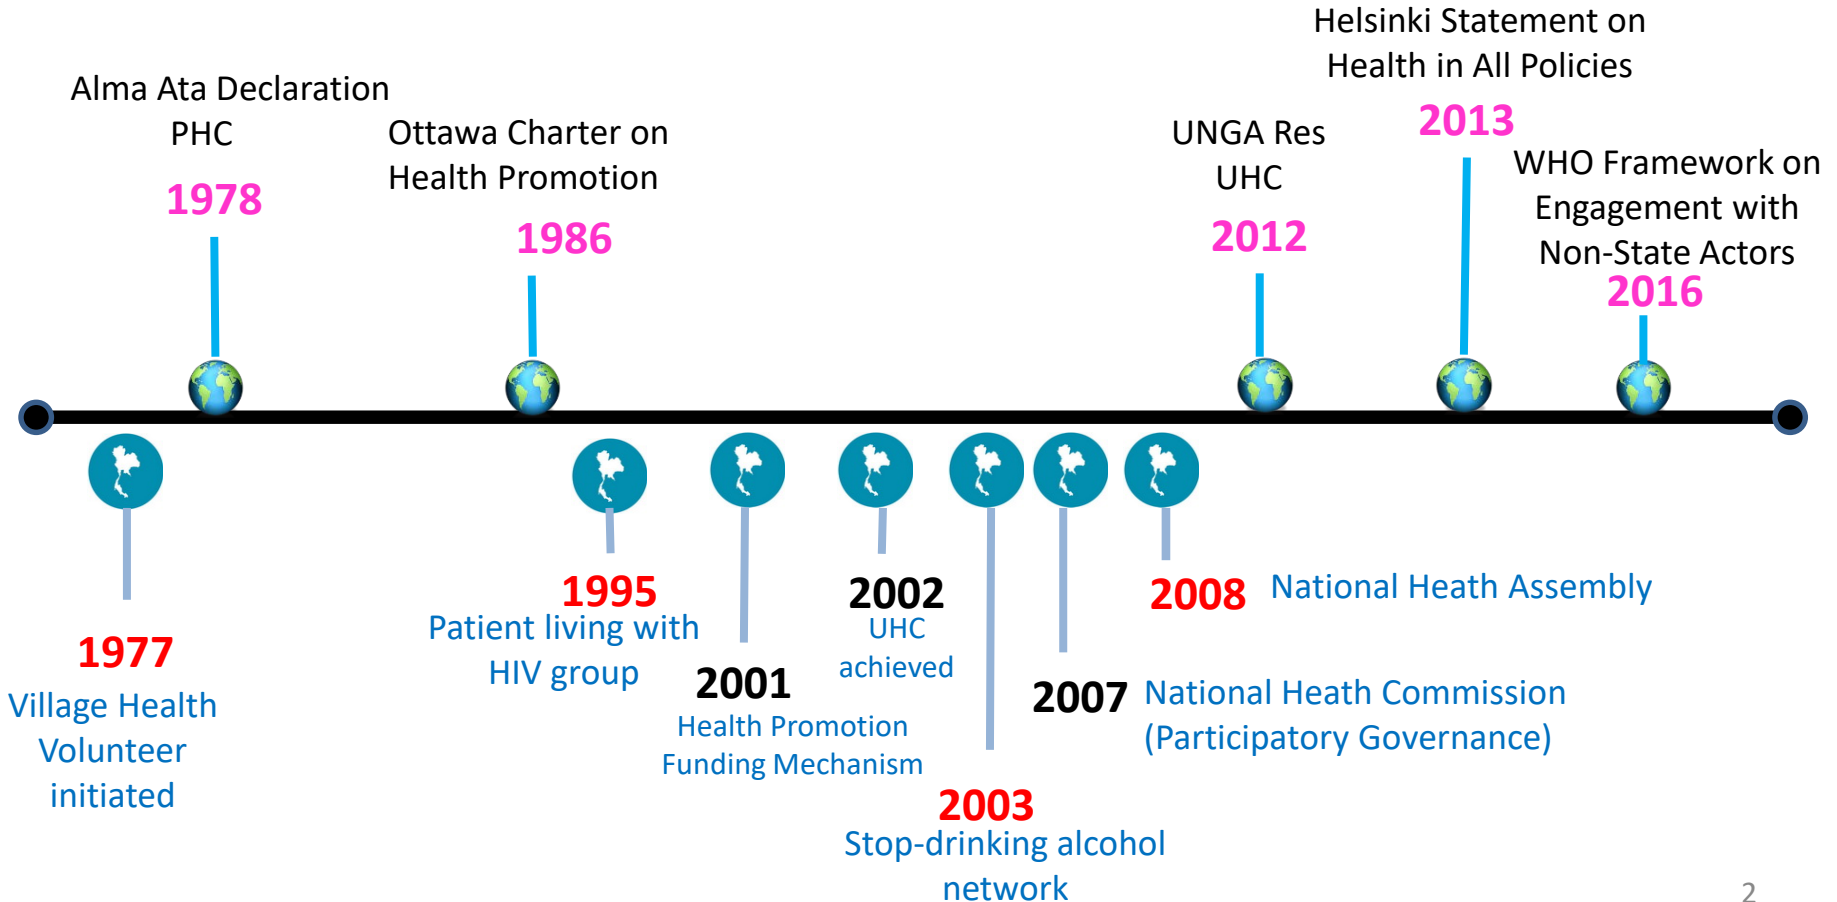 Alma Ata Declaration
PHC
1978
Ottawa Charter on
Health Promotion
1986
UNGA Res
UHC
2012
Helsinki Statement on
Health in All Policies
2013
WHO Framework on
Engagement with
Non-State Actors
2016
1977
Village Health
Volunteer
initiated
1995
Patient living with
HIV group
2001
Health Promotion
Funding Mechanism
2002
UHC
achieved
2003
Stop-drinking alcohol
network
2007 National Heath Commission
(Participatory Governance)
2008 National Heath Assembly
2